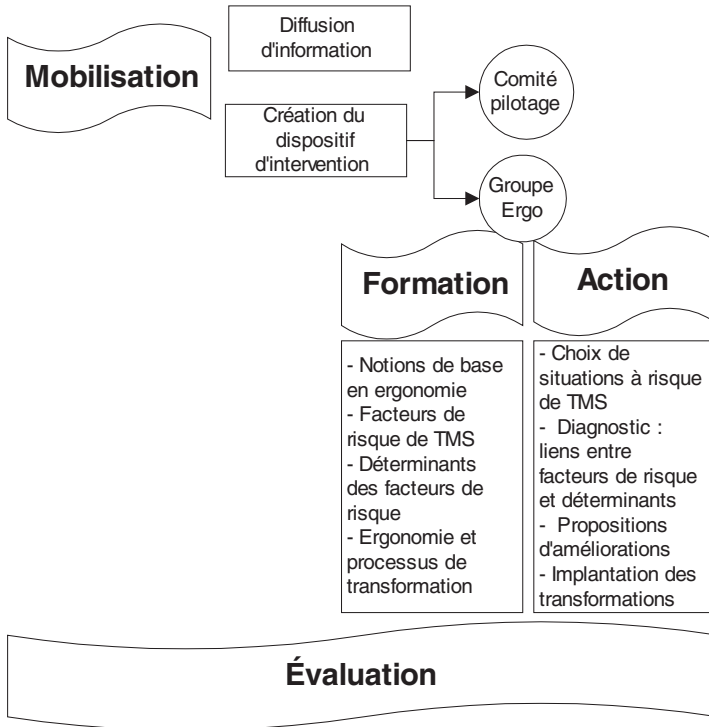 Mobilisation
Diffusion
d'information
Création du
dispositif
d'intervention
Comité
pilotage
Groupe
Ergo
Formation
- Notions de base
en ergonomie
- Facteurs de
risque de TMS
- Déterminants
des facteurs de
risque
- Ergonomie et
processus de
transformation
Action
- Choix de
situations à risque
de TMS
- Diagnostic :
liens entre
facteurs de risque
et déterminants
- Propositions
d'améliorations
- Implantation des
transformations
Évaluation